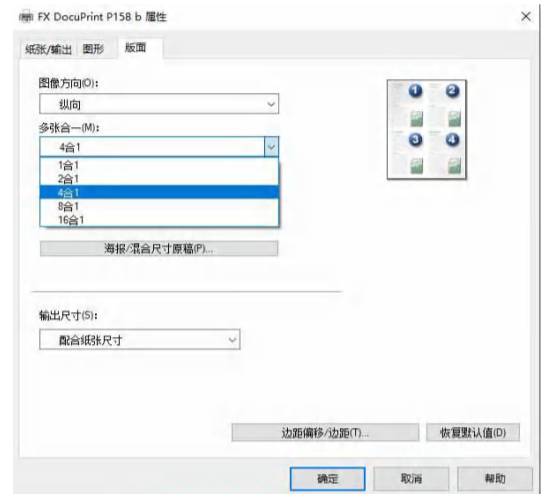 FX DocuPrint P158 b 属性
纸张/输出 图形 版面
图像方向(O):
纵向
多张合一(M):
4合1
1合1
2合1
4合1
8合1
16合1
海报/混合尺寸原稿(P)...
输出尺寸(S):
配合纸张尺寸
1 2
3 4
边距偏移/边距(T)... 恢复默认值(D)
确定 取消 帮助